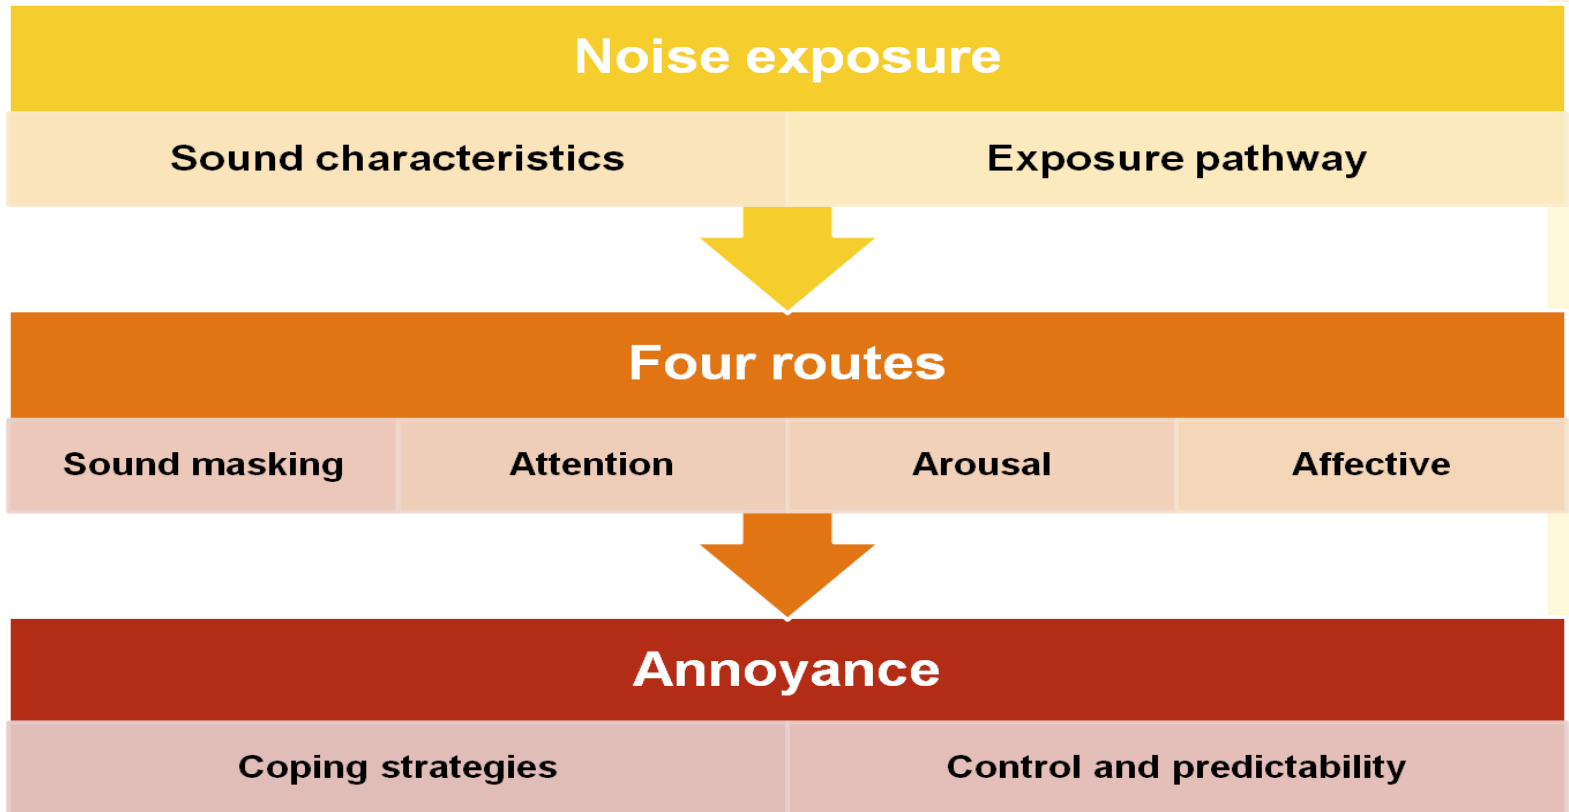 Noise exposure
Sound characteristics
Exposure pathway
Four routes
Sound masking
Attention
Arousal
Affective
Annoyance
Coping strategies
Control and predictability